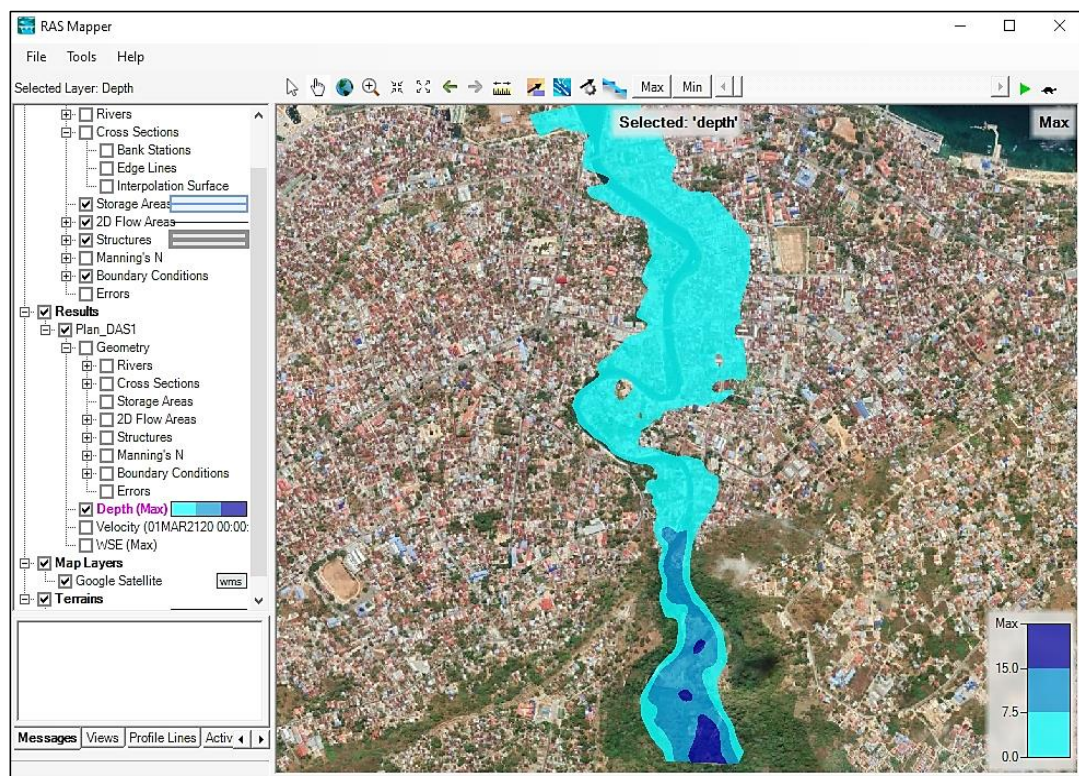 RAS Mapper
File Tools Help
Selected Layer: Depth
Max Min
Rivers
Cross Sections
Bank Stations
Edge Lines
Interpolation Surface
Storage Areas
2D Flow Areas
Structures
Manning's N
Boundary Conditions
Errors
Results
Plan_DAS1
Geometry
Rivers
Cross Sections
Storage Areas
2D Flow Areas
Structures
Manning's N
Boundary Conditions
Errors
Depth (Max)
Velocity (01MAR2120 00:00:
WSE (Max)
Map Layers
Google Satellite wms
Terrains
Messages Views Profile Lines Activ
Selected: 'depth'
Max
Max
15.0
7.5
0.0